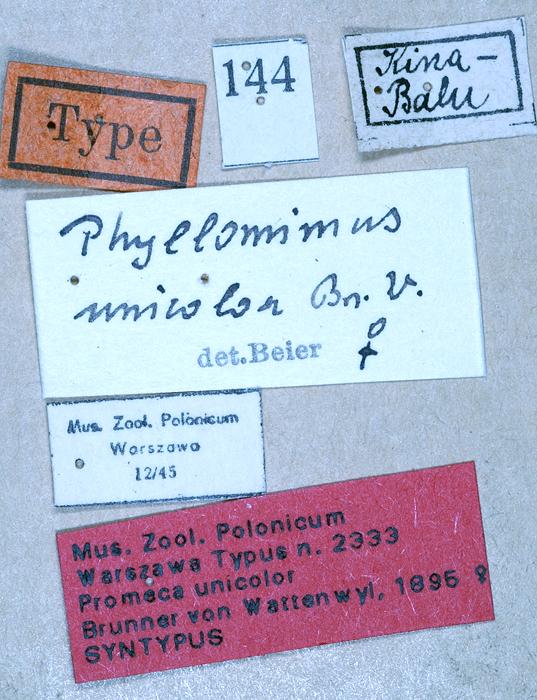 Type
144
Kina-
Balu
Phyllomimus
unicolor Br. V.
det. Beier ♀
Mus. Zool. Polonicum
Warszawa
12/45
Mus. Zool. Polonicum
Warszawa Typus n. 2333
Promeca unicolor
Brunner von Wattenwyl, 1895 ♀
SYNTYPUS